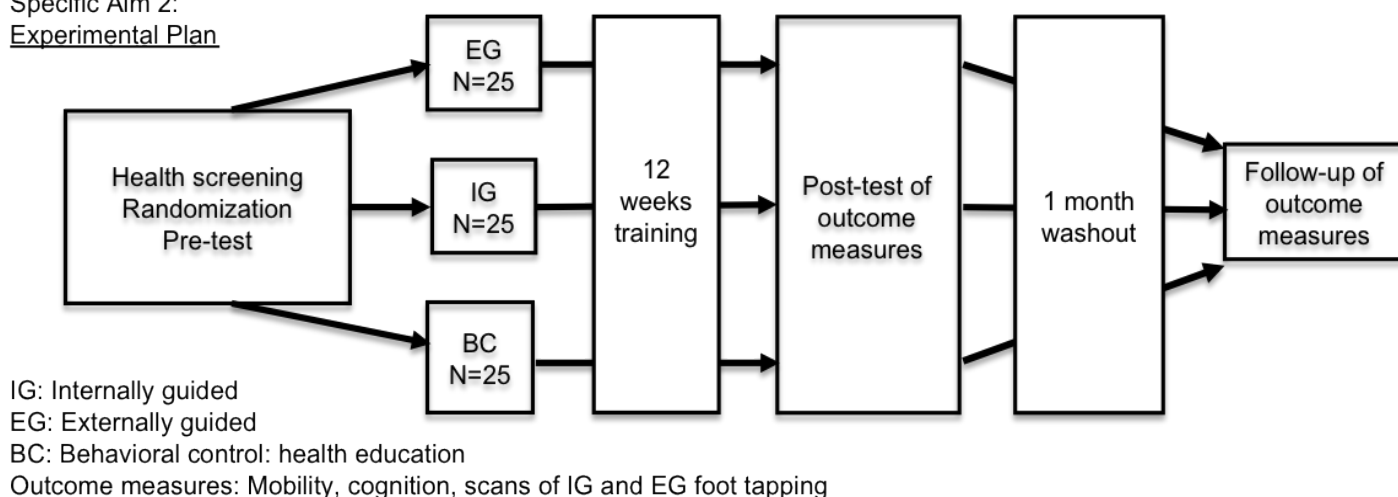 Specific Aim 2:
Experimental Plan
Health screening
Randomization
Pre-test
EG
N=25
IG
N=25
BC
N=25
12
weeks
training
Post-test of
outcome
measures
1 month
washout
Follow-up of
outcome
measures
IG: Internally guided
EG: Externally guided
BC: Behavioral control: health education
Outcome measures: Mobility, cognition, scans of IG and EG foot tapping